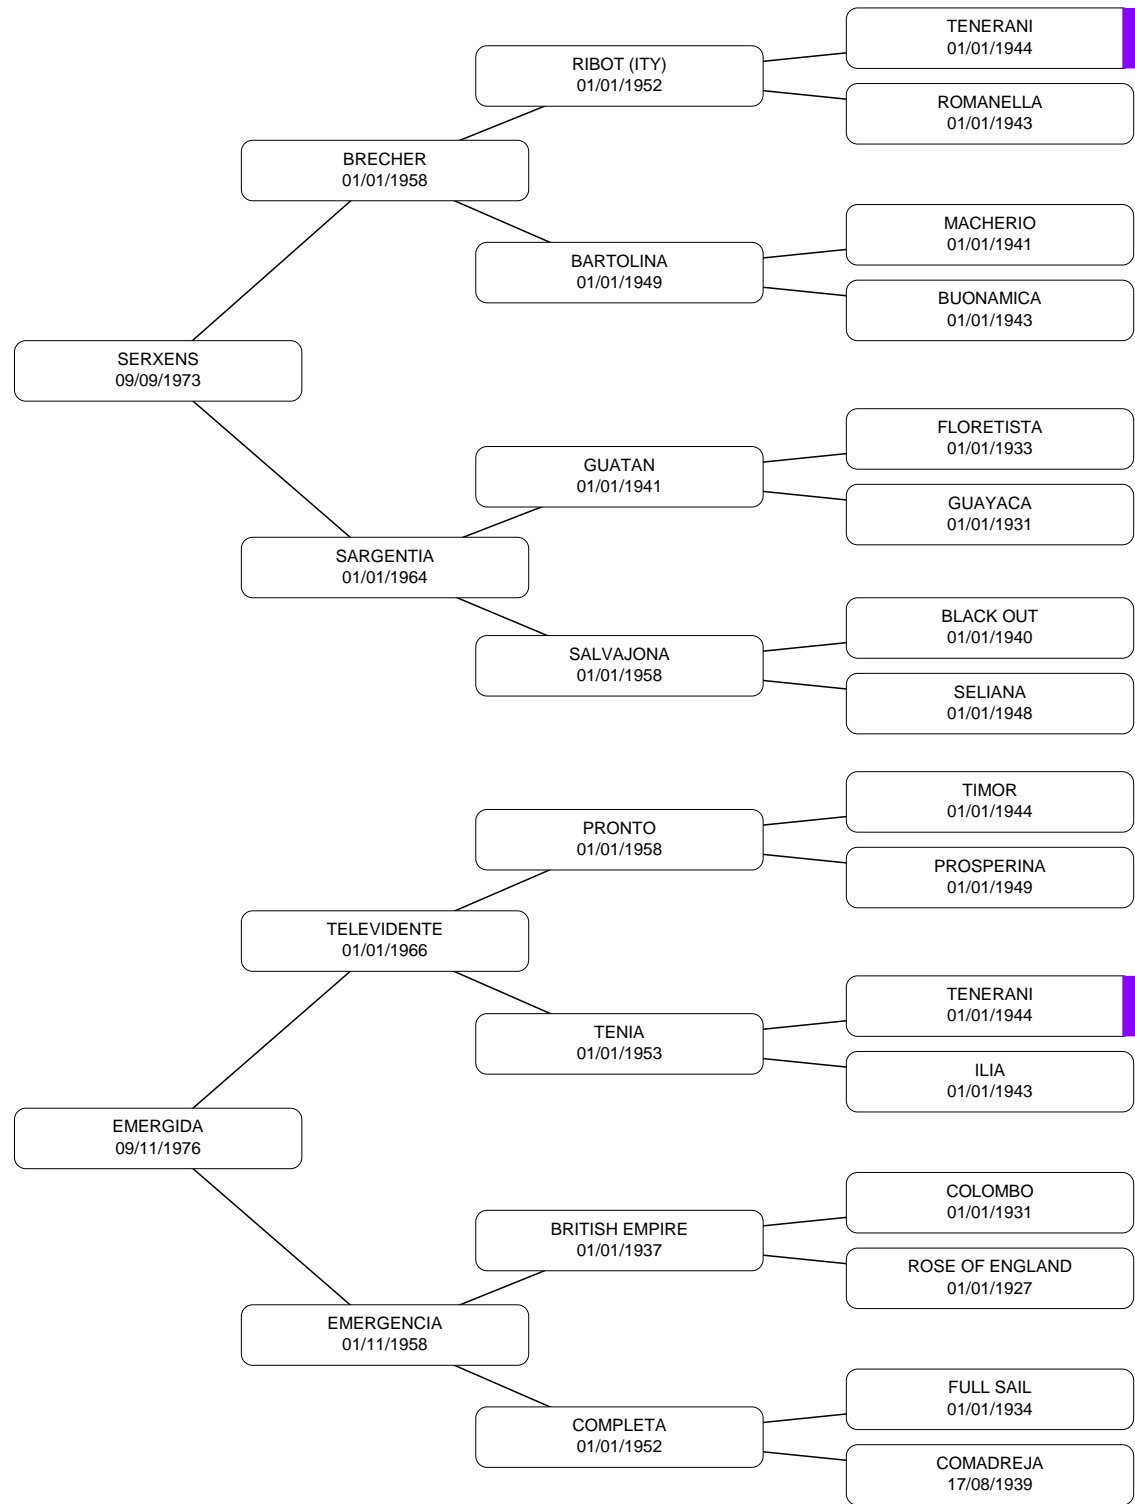 TENERANI
01/01/1944
RIBOT (ITY)
01/01/1952
ROMANELLA
01/01/1943
BRECHER
01/01/1958
MACHERIO
01/01/1941
BARTOLINA
01/01/1949
BUONAMICA
01/01/1943
SERXENS
09/09/1973
FLORETISTA
01/01/1933
GUATAN
01/01/1941
GUAYACA
01/01/1931
SARGENTIA
01/01/1964
BLACK OUT
01/01/1940
SALVAJONA
01/01/1958
SELIANA
01/01/1948
TIMOR
01/01/1944
PRONTO
01/01/1958
PROSPERINA
01/01/1949
TELEVIDENTE
01/01/1966
TENERANI
01/01/1944
TENIA
01/01/1953
ILIA
01/01/1943
EMERGIDA
09/11/1976
COLOMBO
01/01/1931
BRITISH EMPIRE
01/01/1937
ROSE OF ENGLAND
01/01/1927
EMERGENCIA
01/11/1958
FULL SAIL
01/01/1934
COMPLETA
01/01/1952
COMADREJA
17/08/1939